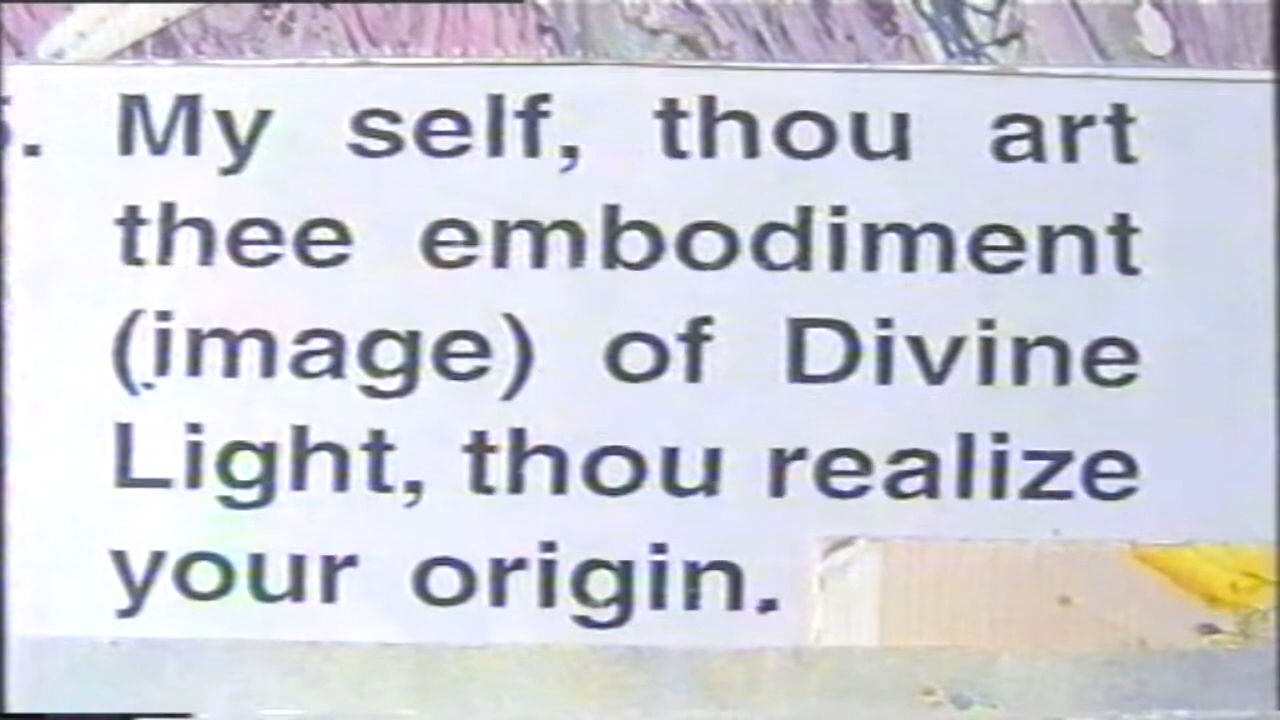 . My self, thou art
thee embodiment
(image) of Divine
Light, thou realize
your origin.